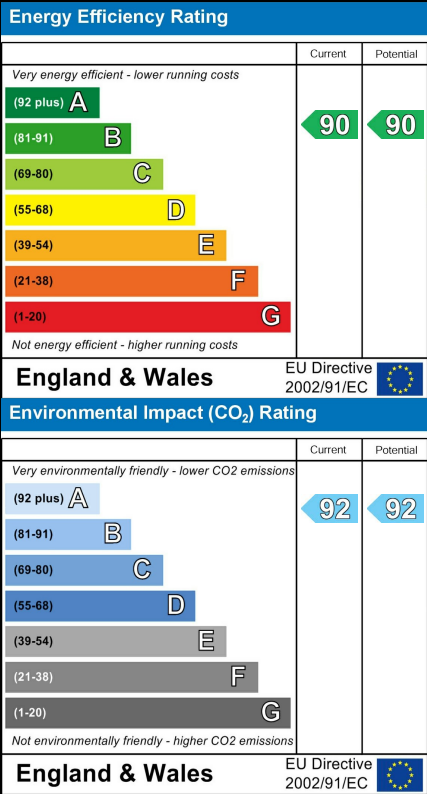 Energy Efficiency Rating
Current Potential
Very energy efficient - lower running costs
(92 plus) A
90 90
(81-91) B
(69-80) C
(55-68) D
(39-54) E
(21-38) F
(1-20) G
Not energy efficient - higher running costs
England & Wales
EU Directive
2002/91/EC
Environmental Impact (CO₂) Rating
Current Potential
Very environmentally friendly - lower CO2 emissions
(92 plus) A
92 92
(81-91) B
(69-80) C
(55-68) D
(39-54) E
(21-38) F
(1-20) G
Not environmentally friendly - higher CO2 emissions
England & Wales
EU Directive
2002/91/EC